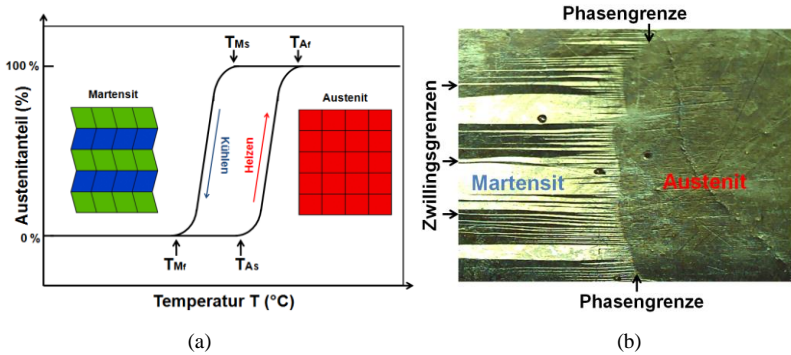 100 %
0 %
Austenitanteil (%)
Temperatur T (°C)
TMs
TAf
TMf
TAs
Martensit
Austenit
Kühlen
Heizen
(a)
Phasengrenze
Zwillingsgrenzen
Martensit
Austenit
Phasengrenze
(b)